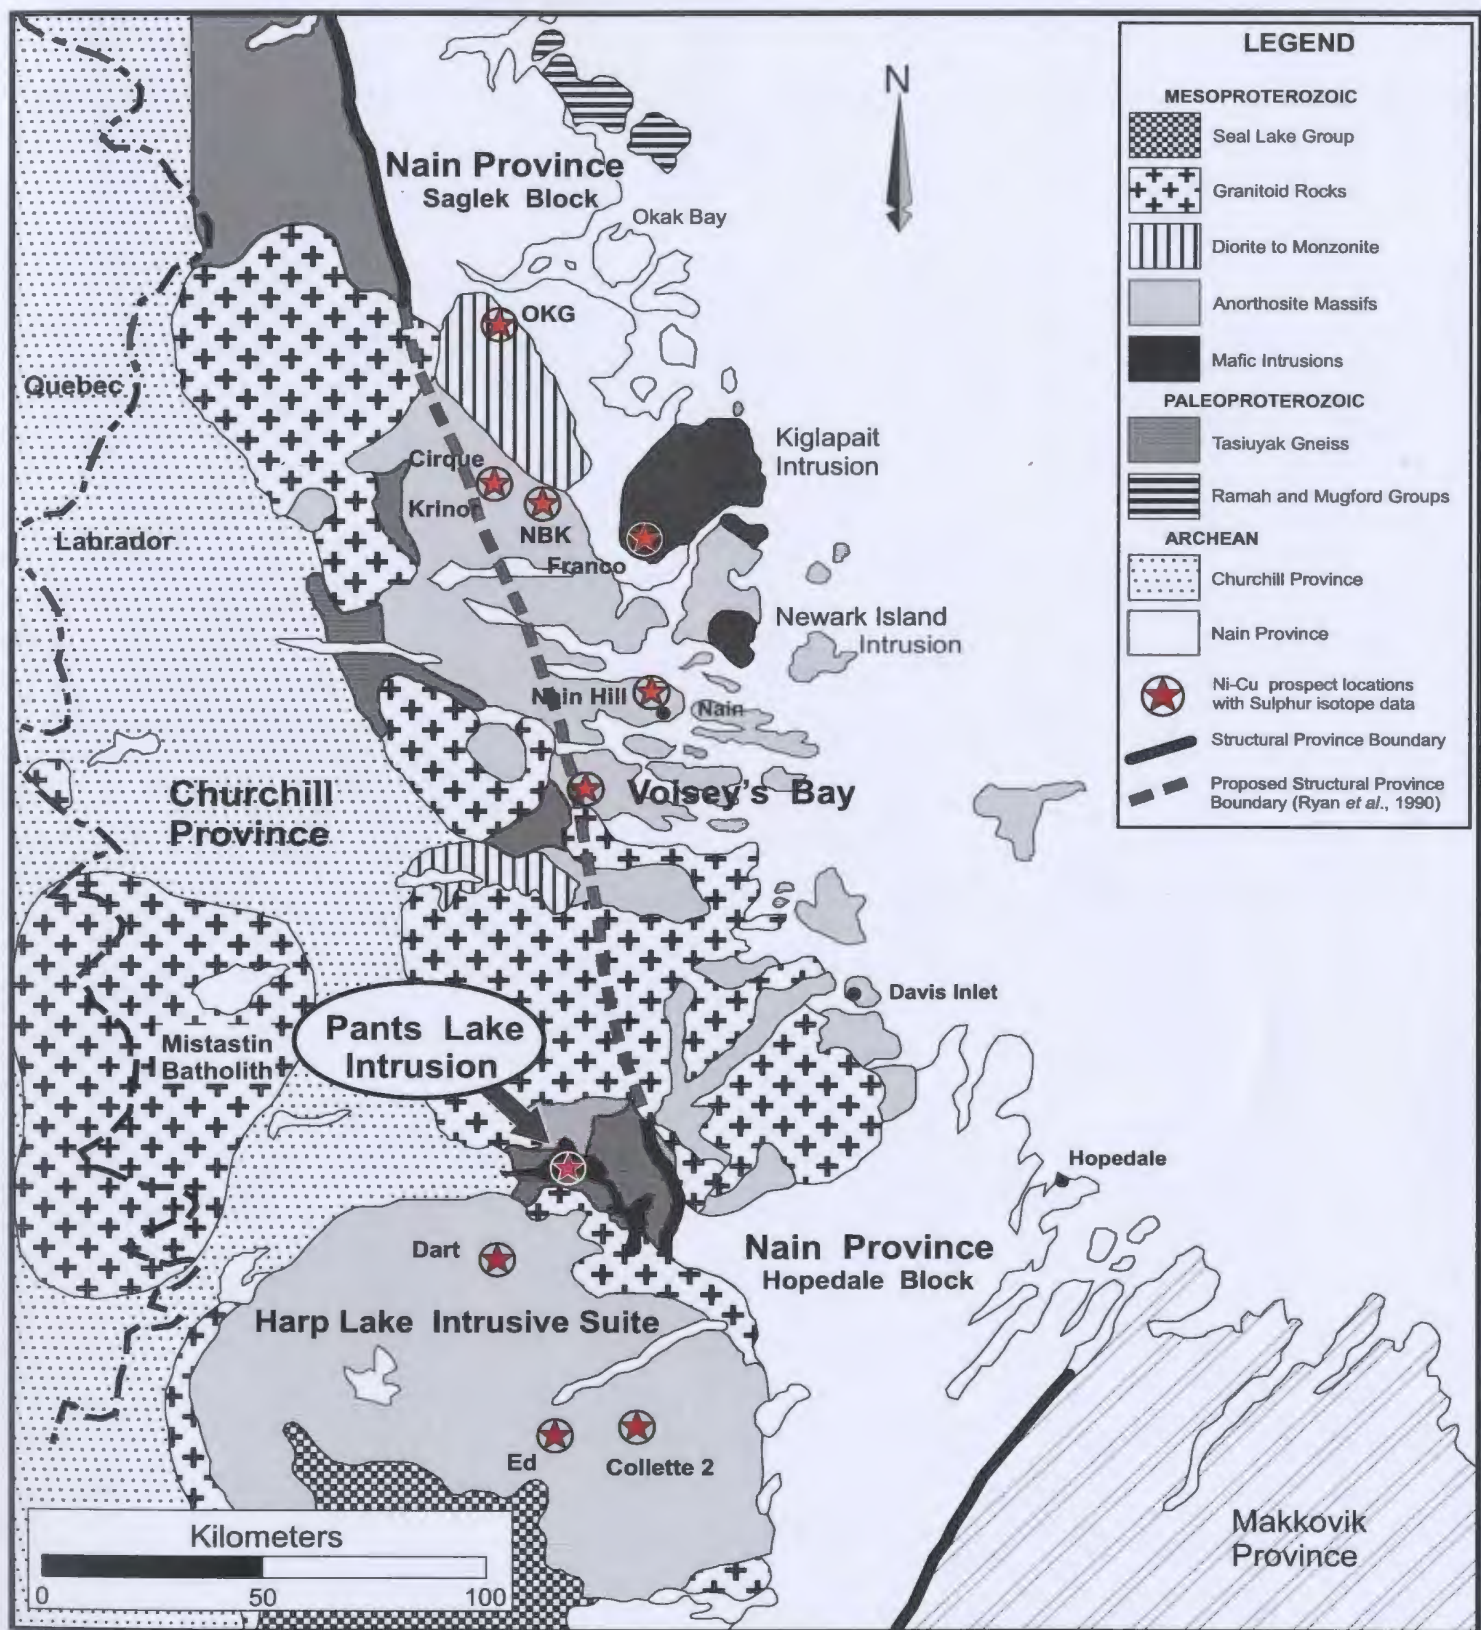 LEGEND
MESOPROTEROZOIC
Seal Lake Group
Granitoid Rocks
Diorite to Monzonite
Anorthosite Massifs
Mafic Intrusions
PALEOPROTEROZOIC
Tasiuyak Gneiss
Ramah and Mugford Groups
ARCHEAN
Churchill Province
Nain Province
Ni-Cu prospect locations
with Sulphur isotope data
Structural Province Boundary
Proposed Structural Province
Boundary (Ryan et al., 1990)
N
Nain Province
Saglek Block
Okak Bay
OKG
Quebec
Kiglapait
Intrusion
Cirque
Krinor
NBK
Franco
Labrador
Newark Island
Intrusion
Nain Hill
Nain
Voisey's Bay
Churchill
Province
Davis Inlet
Pants Lake
Intrusion
Mistastin
Batholith
Hopedale
Nain Province
Hopedale Block
Dart
Harp Lake Intrusive Suite
Ed
Collette 2
Makkovik
Province
Kilometers
0 50 100